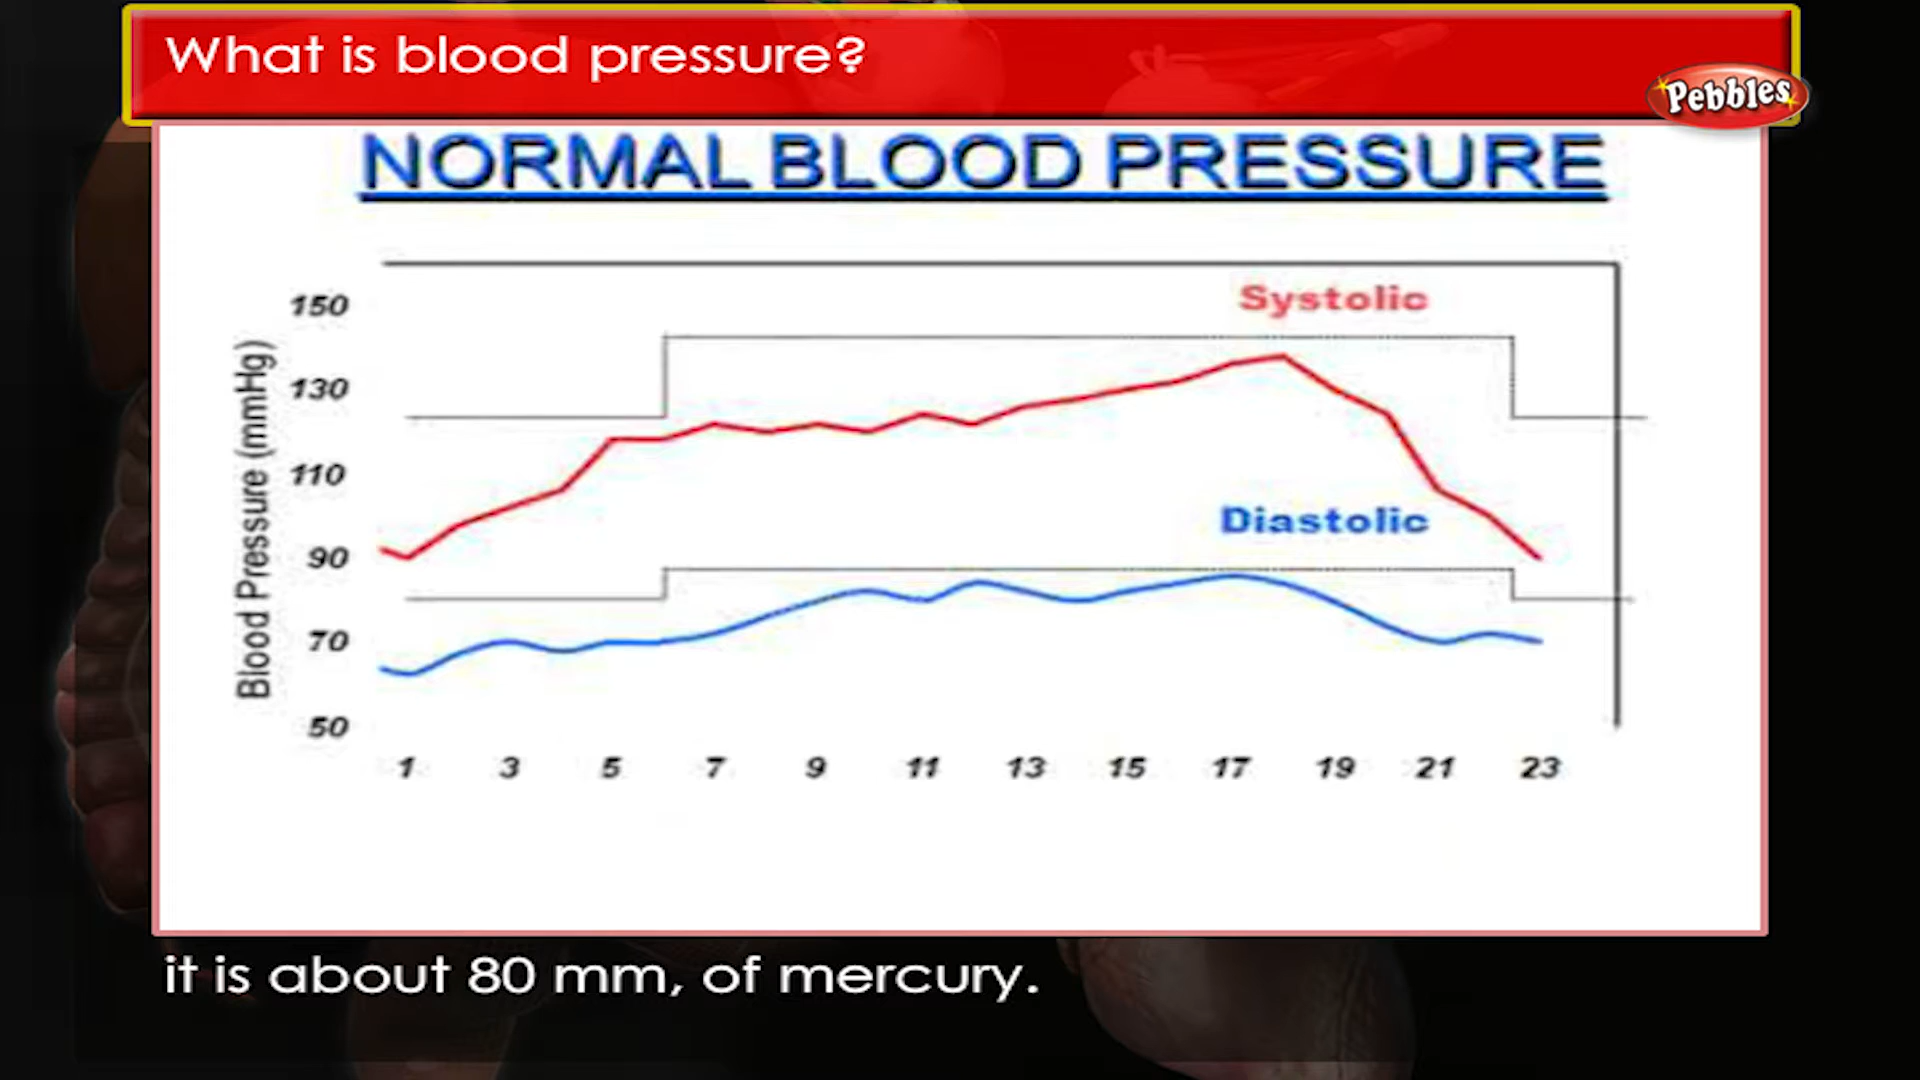 What is blood pressure?
Pebbles
NORMAL BLOOD PRESSURE
Systolic
Diastolic
Blood Pressure (mmHg)
150
130
110
90
70
50
1 3 5 7 9 11 13 15 17 19 21 23
it is about 80 mm, of mercury.